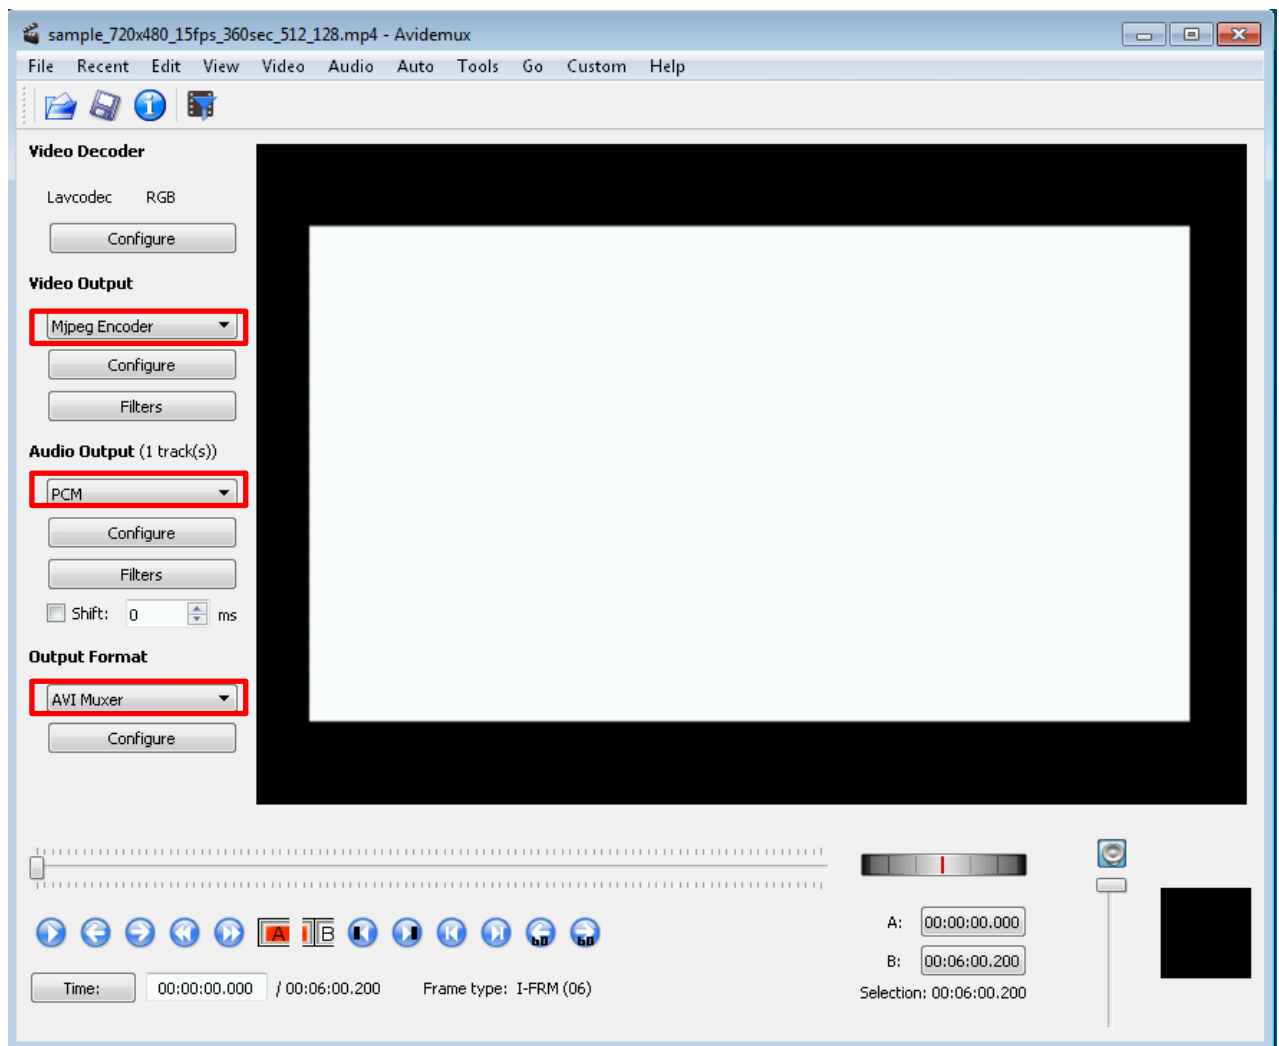 sample_720x480_15fps_360sec_512_128.mp4 - Avidemux
File Recent Edit View Video Audio Auto Tools Go Custom Help
Video Decoder
Lavcodec RGB
Configure
Video Output
Mjpeg Encoder
Configure
Filters
Audio Output (1 track(s))
PCM
Configure
Filters
Shift: 0 ms
Output Format
AVI Muxer
Configure
A B 60 60
A: 00:00:00.000
B: 00:06:00.200
Time: 00:00:00.000 / 00:06:00.200 Frame type: I-FRM (06)
Selection: 00:06:00.200